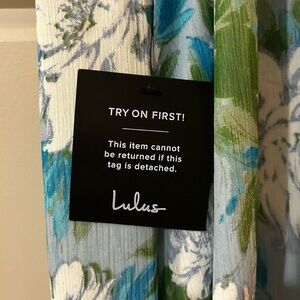 TRY ON FIRST!
This item cannot
be returned if this
tag is detached.
Lulus